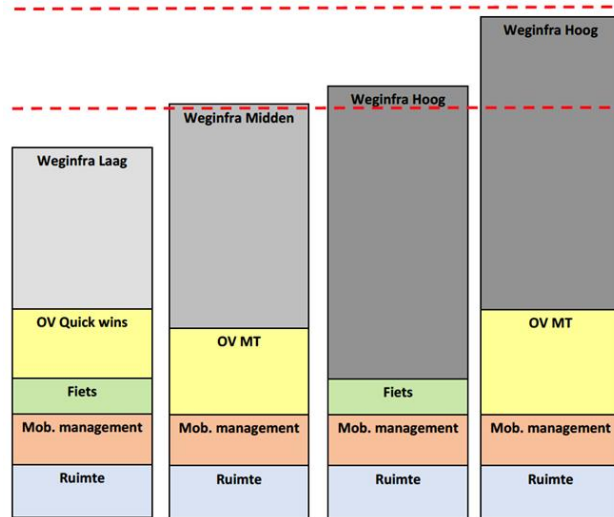 Weginfra Laag
OV Quick wins
Fiets
Mob. management
Ruimte
Weginfra Midden
OV MT
Mob. management
Ruimte
Weginfra Hoog
Fiets
Mob. management
Ruimte
Weginfra Hoog
OV MT
Mob. management
Ruimte